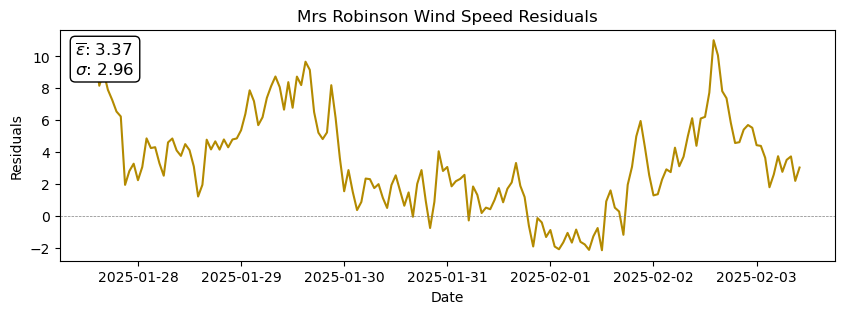 Mrs Robinson Wind Speed Residuals
ε̅: 3.37
σ: 2.96
Residuals
10
8
6
4
2
0
−2
2025-01-28 2025-01-29 2025-01-30 2025-01-31 2025-02-01 2025-02-02 2025-02-03
Date